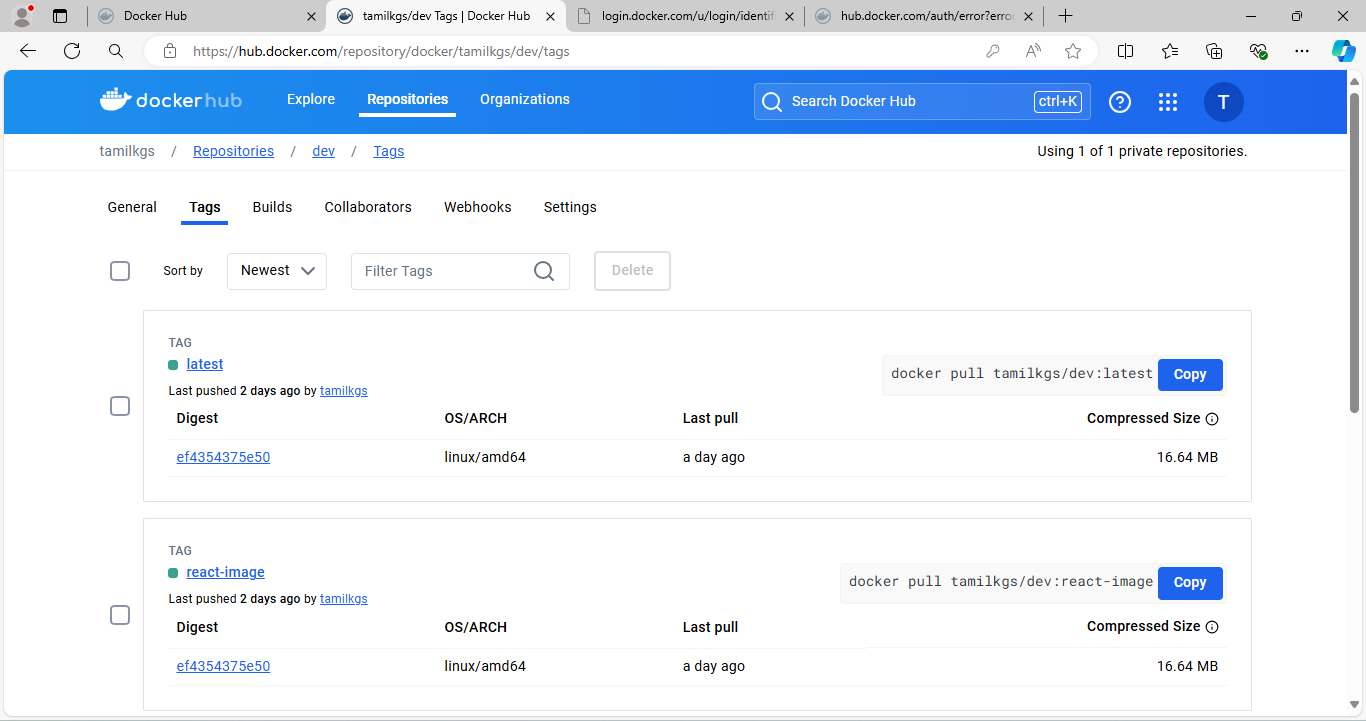 Docker Hub
tamilkgs/dev Tags | Docker Hub
login.docker.com/u/login/identifi
hub.docker.com/auth/error?erro
https://hub.docker.com/repository/docker/tamilkgs/dev/tags
dockerhub
Explore
Repositories
Organizations
Search Docker Hub
ctrl+K
T
tamilkgs / Repositories / dev / Tags
Using 1 of 1 private repositories.
General
Tags
Builds
Collaborators
Webhooks
Settings
Sort by
Newest
Filter Tags
Delete
TAG
latest
docker pull tamilkgs/dev:latest
Copy
Last pushed 2 days ago by tamilkgs
Digest OS/ARCH Last pull Compressed Size
ef4354375e50 linux/amd64 a day ago 16.64 MB
TAG
react-image
docker pull tamilkgs/dev:react-image
Copy
Last pushed 2 days ago by tamilkgs
Digest OS/ARCH Last pull Compressed Size
ef4354375e50 linux/amd64 a day ago 16.64 MB